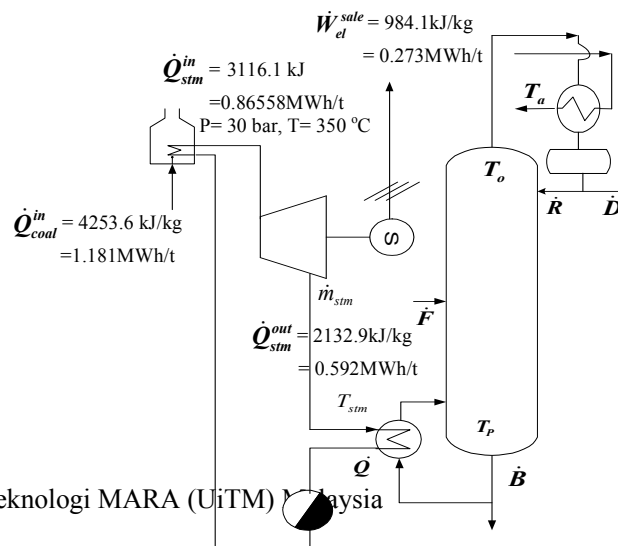 Ẇ_el^sale = 984.1kJ/kg
= 0.273MWh/t
Q̇_stm^in = 3116.1 kJ
=0.86558MWh/t
P= 30 bar, T= 350 °C
T_a
T_o
Ṙ
Ḋ
Q̇_coal^in = 4253.6 kJ/kg
=1.181MWh/t
S
ṁ_stm
Ḟ
Q̇_stm^out = 2132.9kJ/kg
= 0.592MWh/t
T_stm
T_P
Q̇
Ḃ
eknologi MARA (UiTM) Malaysia